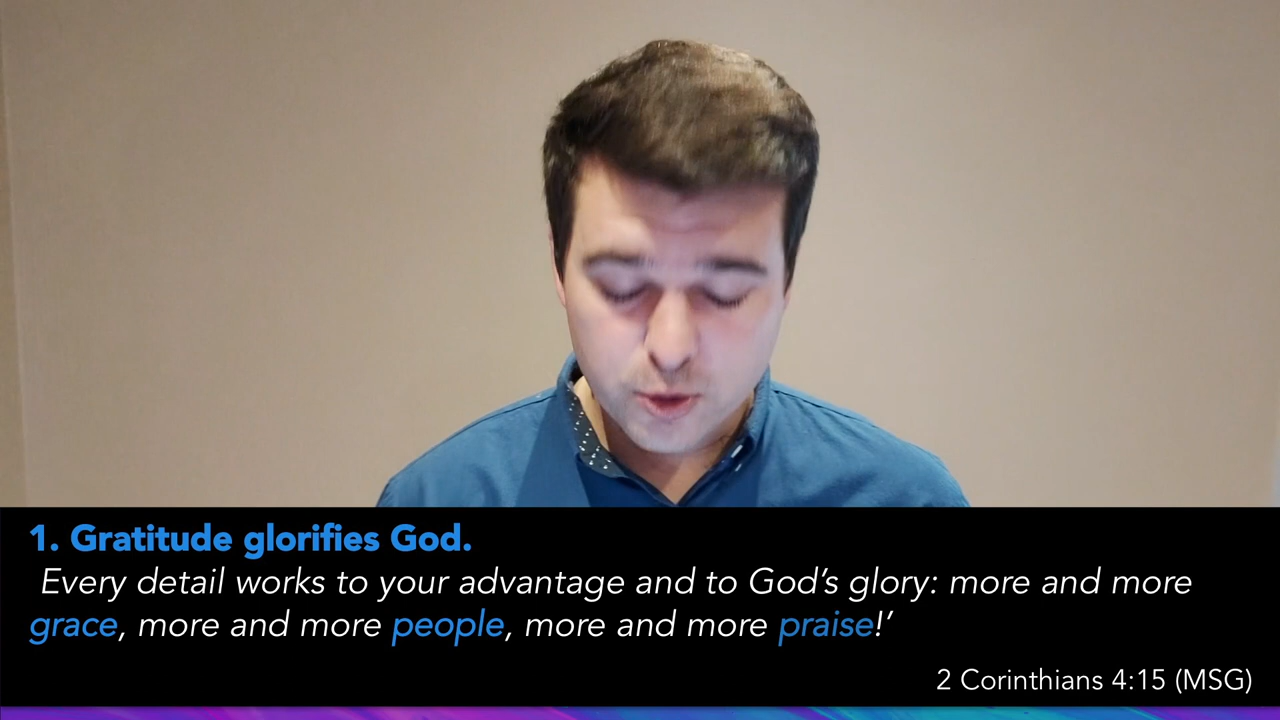 1. Gratitude glorifies God.
Every detail works to your advantage and to God’s glory: more and more
grace, more and more people, more and more praise!’
2 Corinthians 4:15 (MSG)